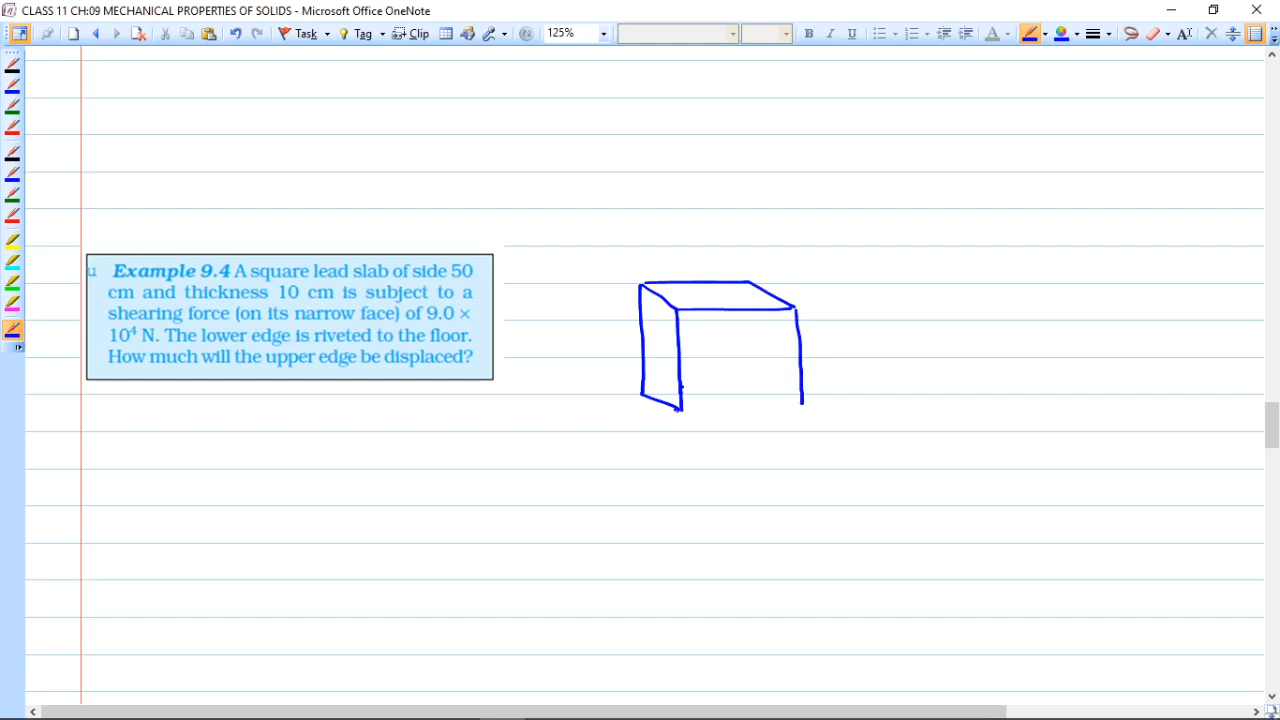 CLASS 11 CH:09 MECHANICAL PROPERTIES OF SOLIDS - Microsoft Office OneNote
Task Tag Clip 125% B I U
u Example 9.4 A square lead slab of side 50
cm and thickness 10 cm is subject to a
shearing force (on its narrow face) of 9.0 ×
10⁴ N. The lower edge is riveted to the floor.
How much will the upper edge be displaced?